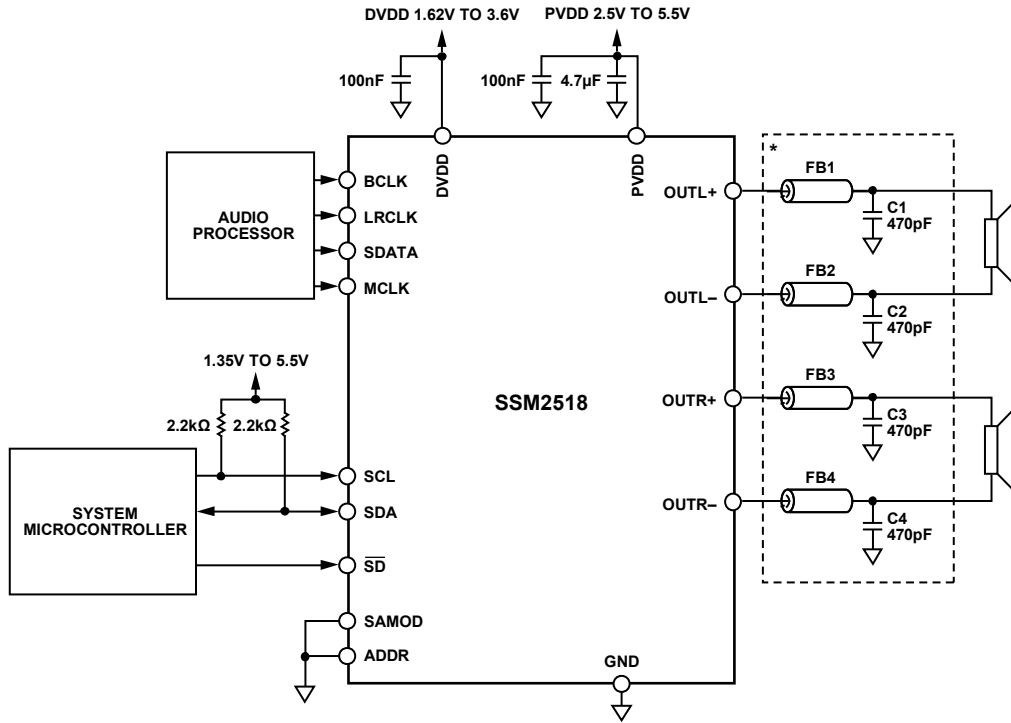 DVDD 1.62V TO 3.6V
PVDD 2.5V TO 5.5V
100nF
100nF
4.7µF
DVDD
PVDD
*
AUDIO
PROCESSOR
BCLK
LRCLK
SDATA
MCLK
OUTL+
OUTL–
OUTR+
OUTR–
FB1
C1
470pF
FB2
C2
470pF
FB3
C3
470pF
FB4
C4
470pF
SSM2518
1.35V TO 5.5V
2.2kΩ
2.2kΩ
SYSTEM
MICROCONTROLLER
SCL
SDA
S̅D̅
SAMOD
ADDR
GND